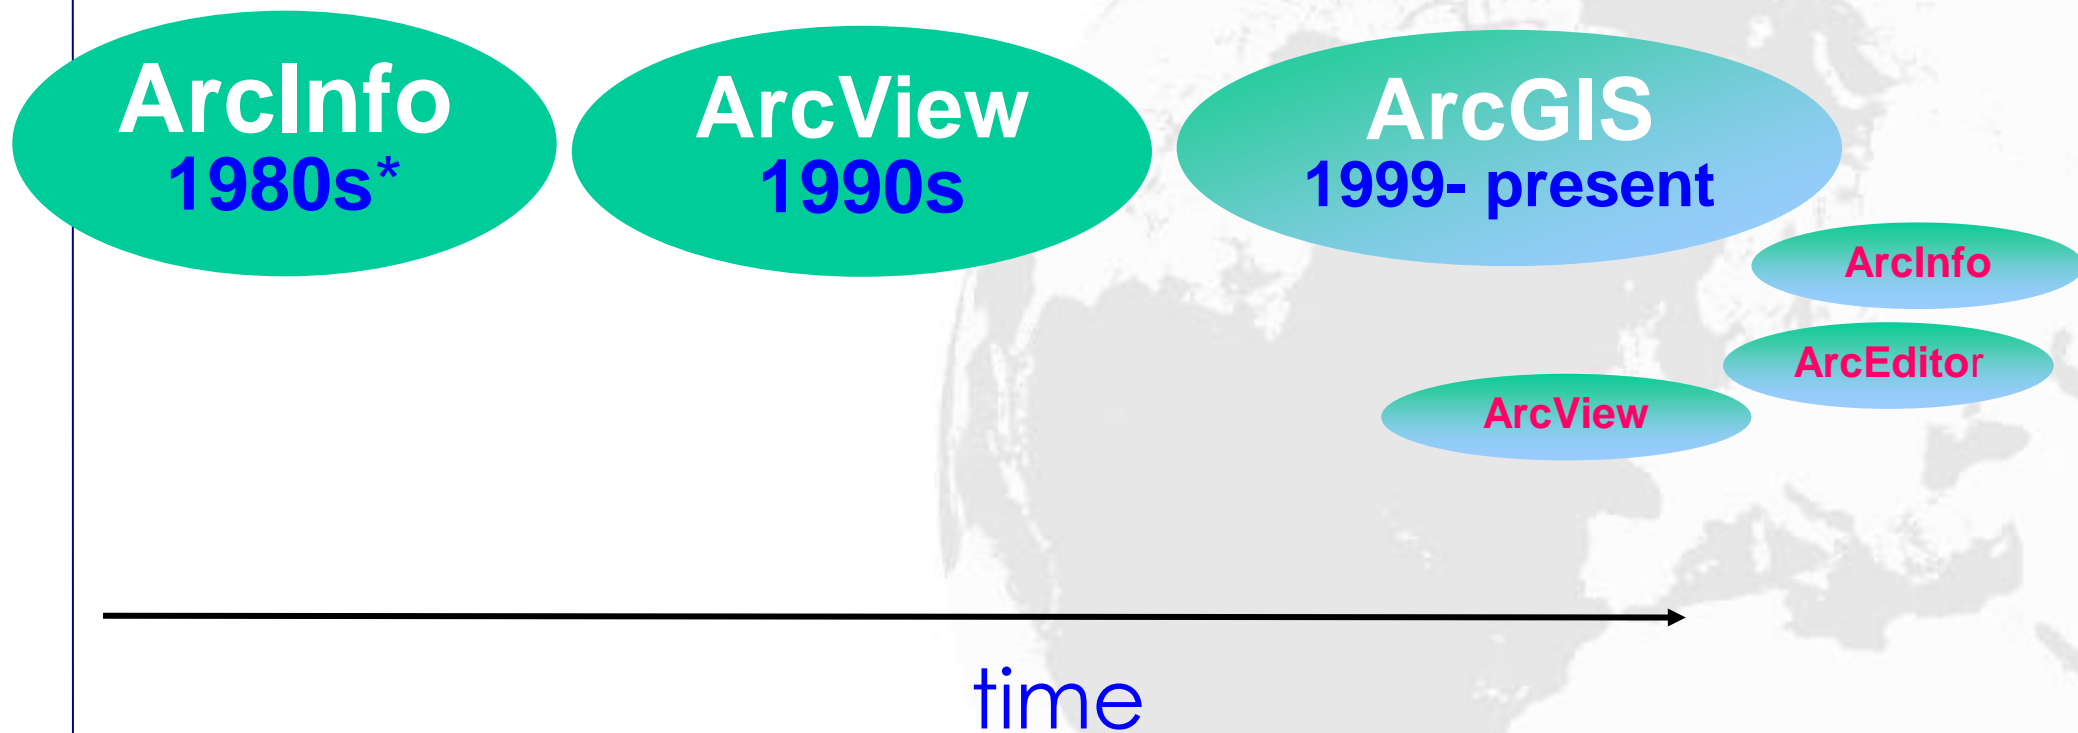 ArcInfo
1980s*
ArcView
1990s
ArcGIS
1999- present
ArcInfo
ArcEditor
ArcView
time